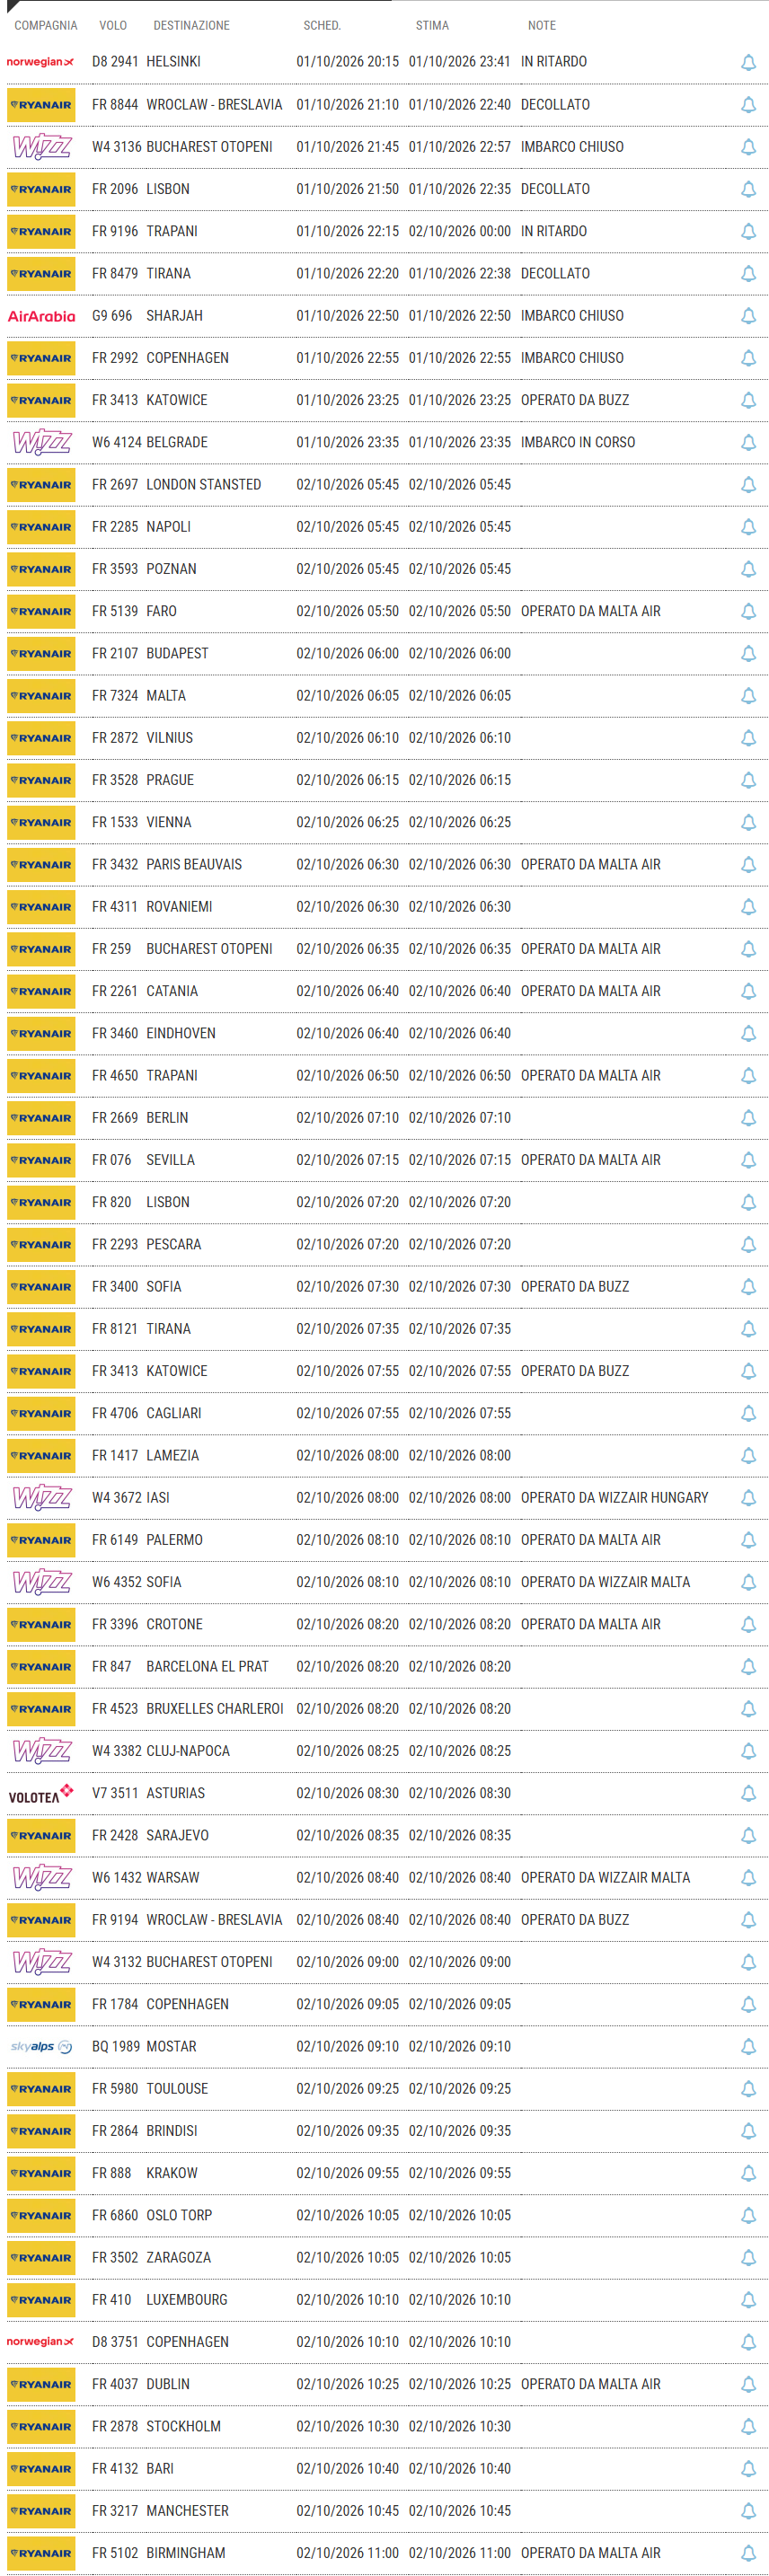 COMPAGNIA VOLO DESTINAZIONE SCHED. STIMA NOTE
norwegian D8 2941 HELSINKI 01/10/2026 20:15 01/10/2026 23:41 IN RITARDO
RYANAIR FR 8844 WROCLAW - BRESLAVIA 01/10/2026 21:10 01/10/2026 22:40 DECOLLATO
WIZZ W4 3136 BUCHAREST OTOPENI 01/10/2026 21:45 01/10/2026 22:57 IMBARCO CHIUSO
RYANAIR FR 2096 LISBON 01/10/2026 21:50 01/10/2026 22:35 DECOLLATO
RYANAIR FR 9196 TRAPANI 01/10/2026 22:15 02/10/2026 00:00 IN RITARDO
RYANAIR FR 8479 TIRANA 01/10/2026 22:20 01/10/2026 22:38 DECOLLATO
AirArabia G9 696 SHARJAH 01/10/2026 22:50 01/10/2026 22:50 IMBARCO CHIUSO
RYANAIR FR 2992 COPENHAGEN 01/10/2026 22:55 01/10/2026 22:55 IMBARCO CHIUSO
RYANAIR FR 3413 KATOWICE 01/10/2026 23:25 01/10/2026 23:25 OPERATO DA BUZZ
WIZZ W6 4124 BELGRADE 01/10/2026 23:35 01/10/2026 23:35 IMBARCO IN CORSO
RYANAIR FR 2697 LONDON STANSTED 02/10/2026 05:45 02/10/2026 05:45
RYANAIR FR 2285 NAPOLI 02/10/2026 05:45 02/10/2026 05:45
RYANAIR FR 3593 POZNAN 02/10/2026 05:45 02/10/2026 05:45
RYANAIR FR 5139 FARO 02/10/2026 05:50 02/10/2026 05:50 OPERATO DA MALTA AIR
RYANAIR FR 2107 BUDAPEST 02/10/2026 06:00 02/10/2026 06:00
RYANAIR FR 7324 MALTA 02/10/2026 06:05 02/10/2026 06:05
RYANAIR FR 2872 VILNIUS 02/10/2026 06:10 02/10/2026 06:10
RYANAIR FR 3528 PRAGUE 02/10/2026 06:15 02/10/2026 06:15
RYANAIR FR 1533 VIENNA 02/10/2026 06:25 02/10/2026 06:25
RYANAIR FR 3432 PARIS BEAUVAIS 02/10/2026 06:30 02/10/2026 06:30 OPERATO DA MALTA AIR
RYANAIR FR 4311 ROVANIEMI 02/10/2026 06:30 02/10/2026 06:30
RYANAIR FR 259 BUCHAREST OTOPENI 02/10/2026 06:35 02/10/2026 06:35 OPERATO DA MALTA AIR
RYANAIR FR 2261 CATANIA 02/10/2026 06:40 02/10/2026 06:40 OPERATO DA MALTA AIR
RYANAIR FR 3460 EINDHOVEN 02/10/2026 06:40 02/10/2026 06:40
RYANAIR FR 4650 TRAPANI 02/10/2026 06:50 02/10/2026 06:50 OPERATO DA MALTA AIR
RYANAIR FR 2669 BERLIN 02/10/2026 07:10 02/10/2026 07:10
RYANAIR FR 076 SEVILLA 02/10/2026 07:15 02/10/2026 07:15 OPERATO DA MALTA AIR
RYANAIR FR 820 LISBON 02/10/2026 07:20 02/10/2026 07:20
RYANAIR FR 2293 PESCARA 02/10/2026 07:20 02/10/2026 07:20
RYANAIR FR 3400 SOFIA 02/10/2026 07:30 02/10/2026 07:30 OPERATO DA BUZZ
RYANAIR FR 8121 TIRANA 02/10/2026 07:35 02/10/2026 07:35
RYANAIR FR 3413 KATOWICE 02/10/2026 07:55 02/10/2026 07:55 OPERATO DA BUZZ
RYANAIR FR 4706 CAGLIARI 02/10/2026 07:55 02/10/2026 07:55
RYANAIR FR 1417 LAMEZIA 02/10/2026 08:00 02/10/2026 08:00
WIZZ W4 3672 IASI 02/10/2026 08:00 02/10/2026 08:00 OPERATO DA WIZZAIR HUNGARY
RYANAIR FR 6149 PALERMO 02/10/2026 08:10 02/10/2026 08:10 OPERATO DA MALTA AIR
WIZZ W6 4352 SOFIA 02/10/2026 08:10 02/10/2026 08:10 OPERATO DA WIZZAIR MALTA
RYANAIR FR 3396 CROTONE 02/10/2026 08:20 02/10/2026 08:20 OPERATO DA MALTA AIR
RYANAIR FR 847 BARCELONA EL PRAT 02/10/2026 08:20 02/10/2026 08:20
RYANAIR FR 4523 BRUXELLES CHARLEROI 02/10/2026 08:20 02/10/2026 08:20
WIZZ W4 3382 CLUJ-NAPOCA 02/10/2026 08:25 02/10/2026 08:25
VOLOTEA V7 3511 ASTURIAS 02/10/2026 08:30 02/10/2026 08:30
RYANAIR FR 2428 SARAJEVO 02/10/2026 08:35 02/10/2026 08:35
WIZZ W6 1432 WARSAW 02/10/2026 08:40 02/10/2026 08:40 OPERATO DA WIZZAIR MALTA
RYANAIR FR 9194 WROCLAW - BRESLAVIA 02/10/2026 08:40 02/10/2026 08:40 OPERATO DA BUZZ
WIZZ W4 3132 BUCHAREST OTOPENI 02/10/2026 09:00 02/10/2026 09:00
RYANAIR FR 1784 COPENHAGEN 02/10/2026 09:05 02/10/2026 09:05
skyalps BQ 1989 MOSTAR 02/10/2026 09:10 02/10/2026 09:10
RYANAIR FR 5980 TOULOUSE 02/10/2026 09:25 02/10/2026 09:25
RYANAIR FR 2864 BRINDISI 02/10/2026 09:35 02/10/2026 09:35
RYANAIR FR 888 KRAKOW 02/10/2026 09:55 02/10/2026 09:55
RYANAIR FR 6860 OSLO TORP 02/10/2026 10:05 02/10/2026 10:05
RYANAIR FR 3502 ZARAGOZA 02/10/2026 10:05 02/10/2026 10:05
RYANAIR FR 410 LUXEMBOURG 02/10/2026 10:10 02/10/2026 10:10
norwegian D8 3751 COPENHAGEN 02/10/2026 10:10 02/10/2026 10:10
RYANAIR FR 4037 DUBLIN 02/10/2026 10:25 02/10/2026 10:25 OPERATO DA MALTA AIR
RYANAIR FR 2878 STOCKHOLM 02/10/2026 10:30 02/10/2026 10:30
RYANAIR FR 4132 BARI 02/10/2026 10:40 02/10/2026 10:40
RYANAIR FR 3217 MANCHESTER 02/10/2026 10:45 02/10/2026 10:45
RYANAIR FR 5102 BIRMINGHAM 02/10/2026 11:00 02/10/2026 11:00 OPERATO DA MALTA AIR